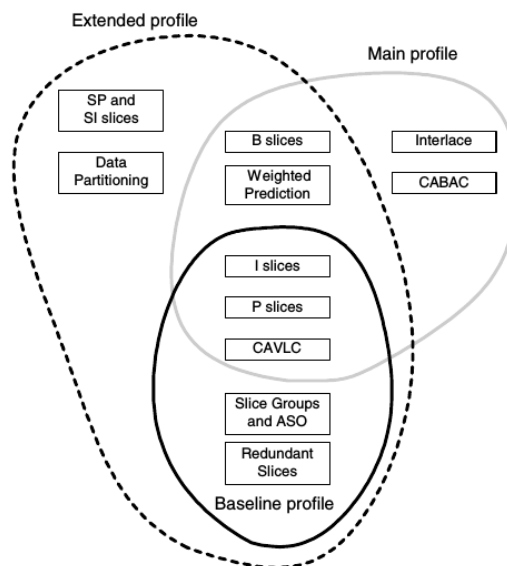 Extended profile
Main profile
SP and
SI slices
Data
Partitioning
B slices
Weighted
Prediction
Interlace
CABAC
I slices
P slices
CAVLC
Slice Groups
and ASO
Redundant
Slices
Baseline profile